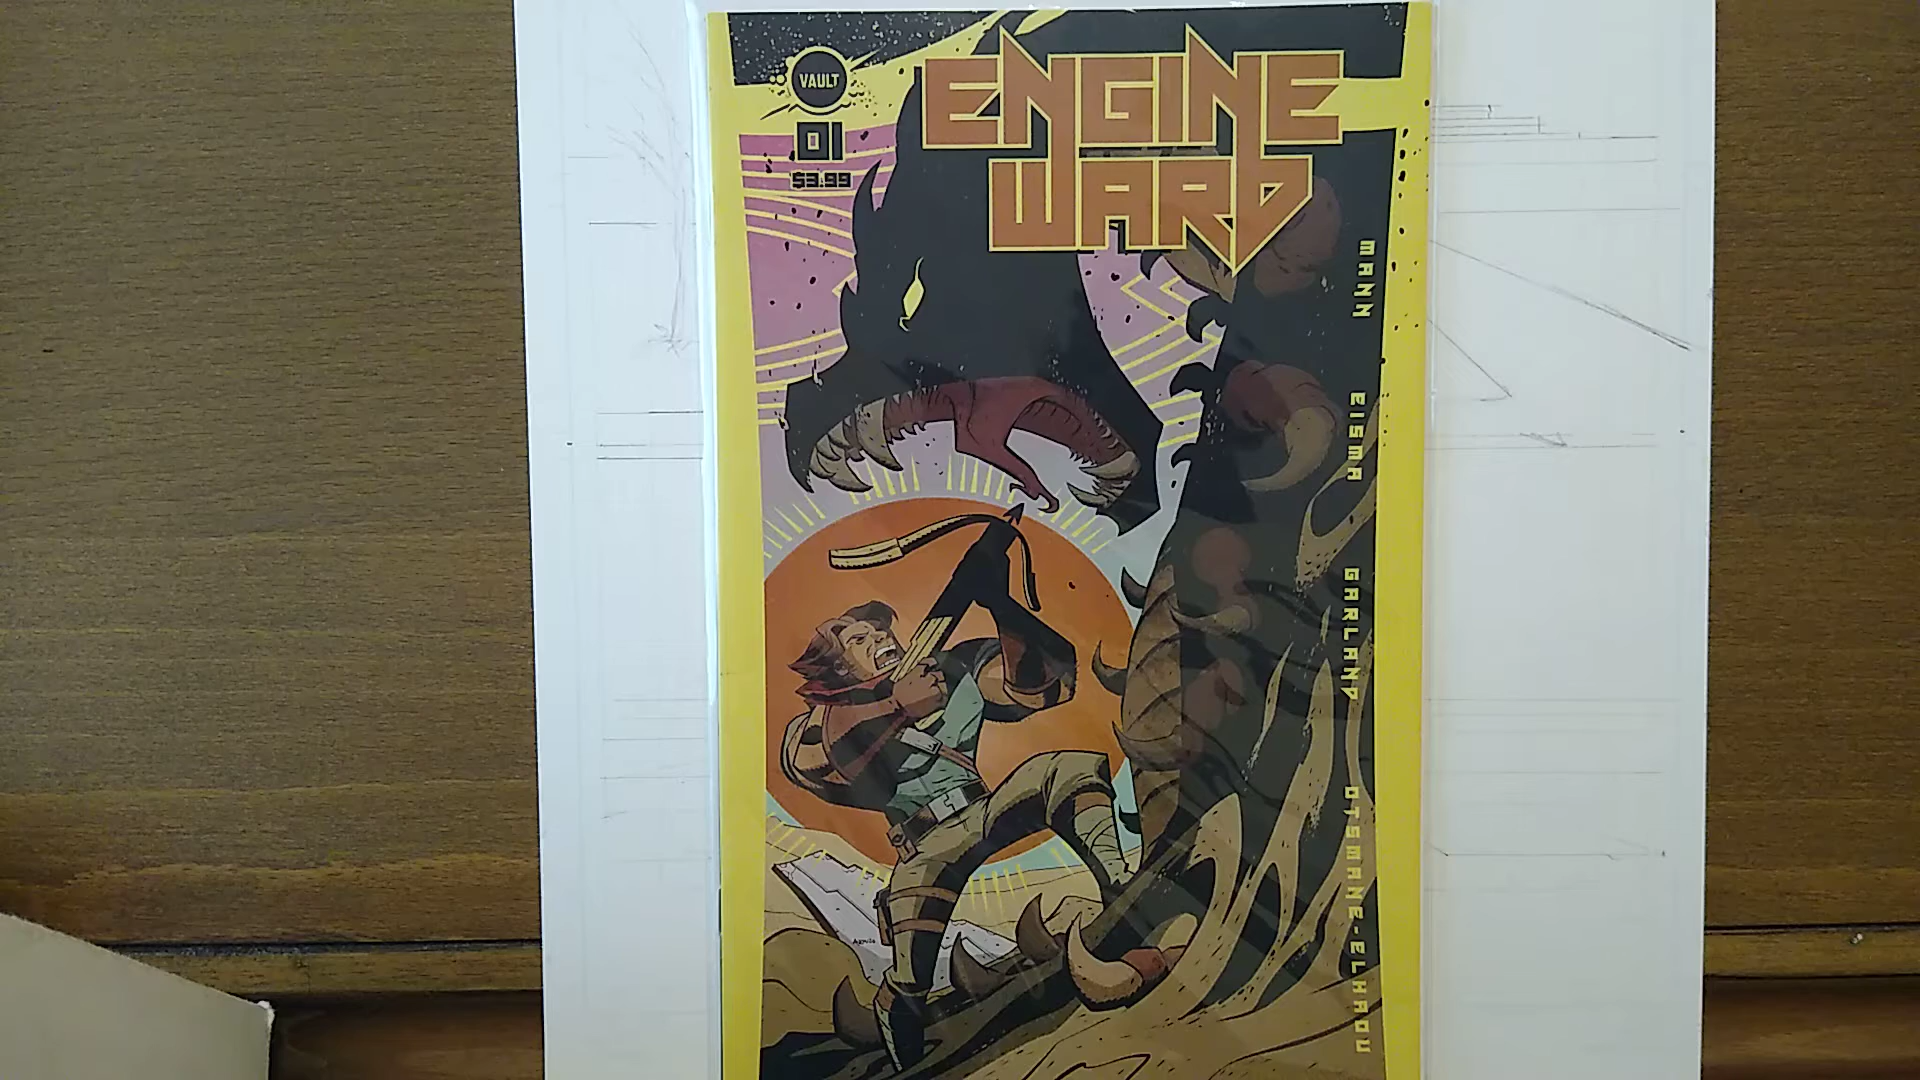 VAULT
01
$3.99
ENGINE
WARD
MANN
EISMA
GARLAND
OTSMANE-ELHAOU